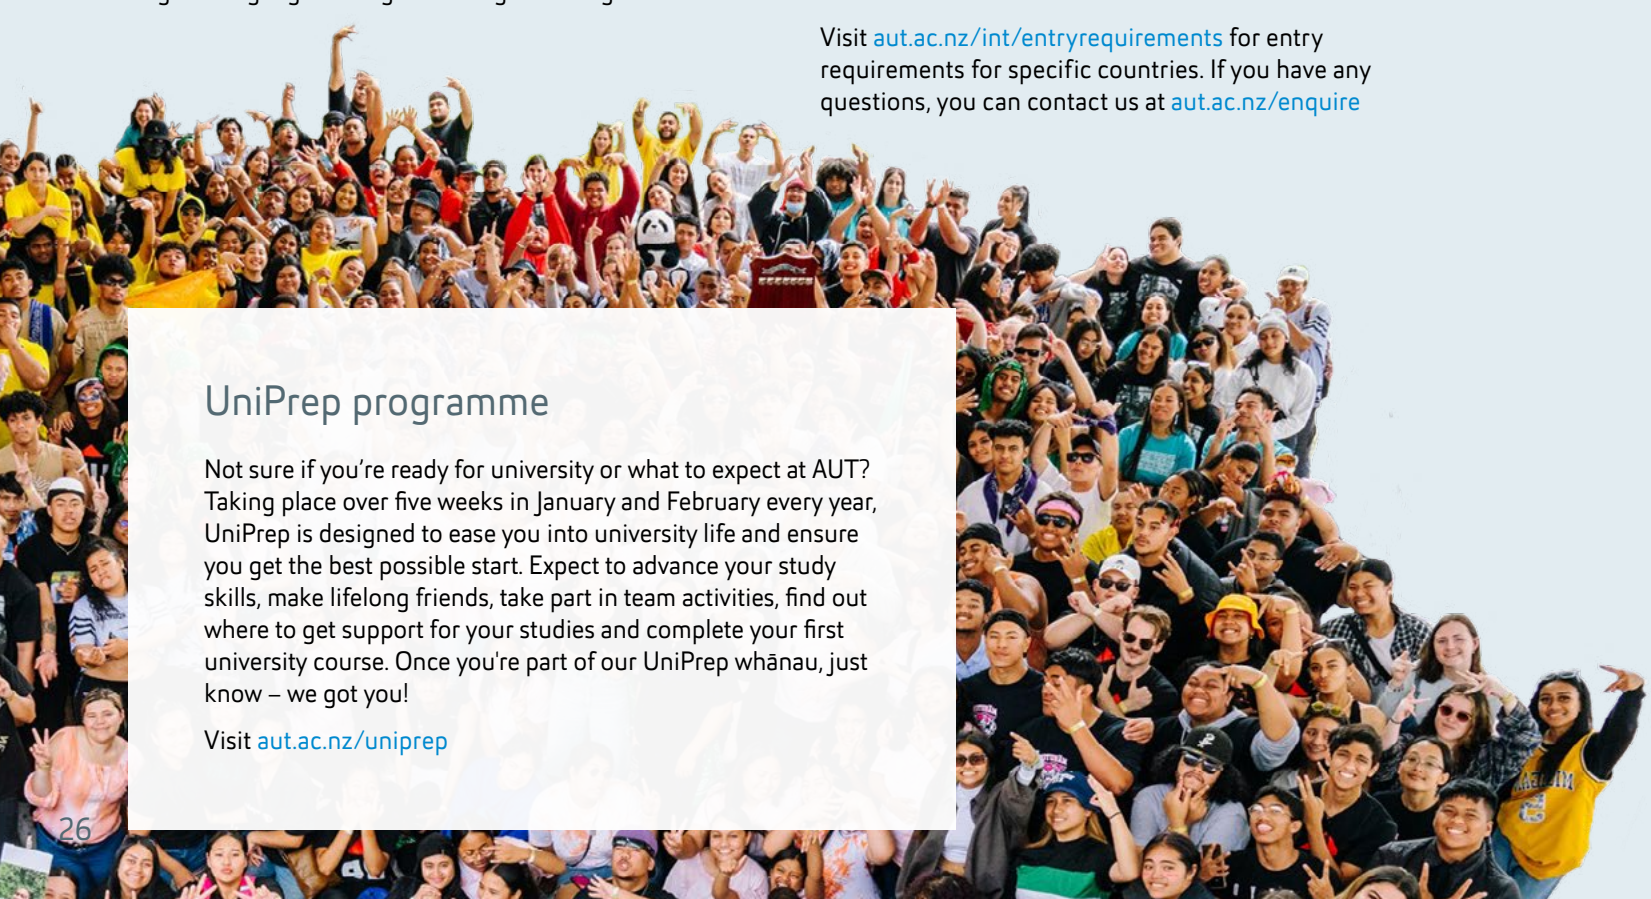 Visit aut.ac.nz/int/entryrequirements for entry
requirements for specific countries. If you have any
questions, you can contact us at aut.ac.nz/enquire
UniPrep programme
Not sure if you’re ready for university or what to expect at AUT?
Taking place over five weeks in January and February every year,
UniPrep is designed to ease you into university life and ensure
you get the best possible start. Expect to advance your study
skills, make lifelong friends, take part in team activities, find out
where to get support for your studies and complete your first
university course. Once you're part of our UniPrep whānau, just
know – we got you!
Visit aut.ac.nz/uniprep
26